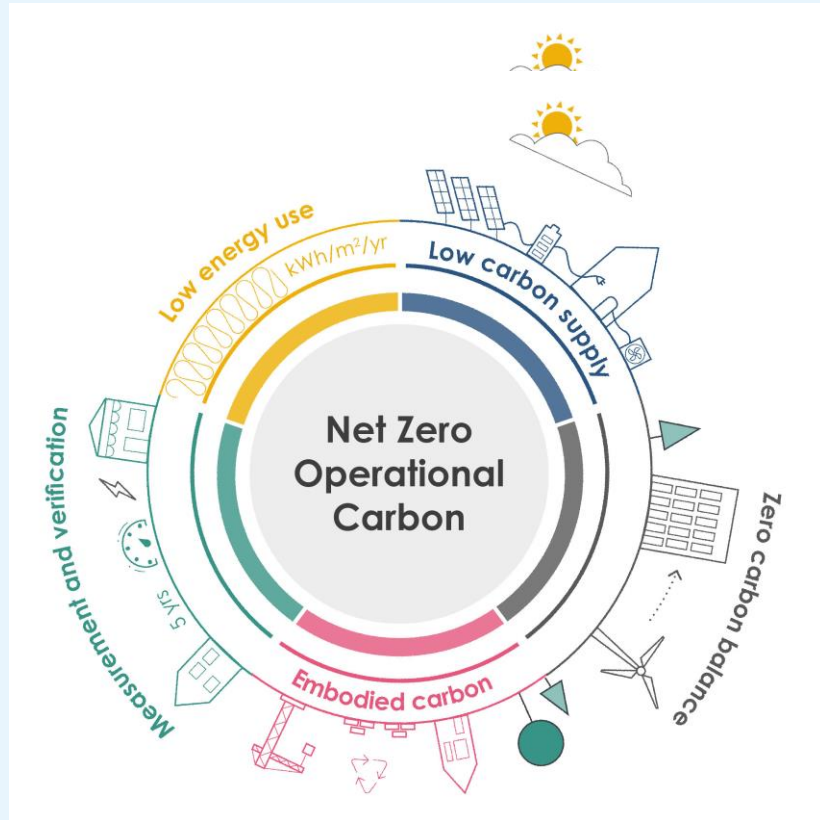 Low energy use
kWh/m²/yr
Low carbon supply
Net Zero
Operational
Carbon
Measurement and verification
5 yrs
Zero carbon balance
Embodied carbon